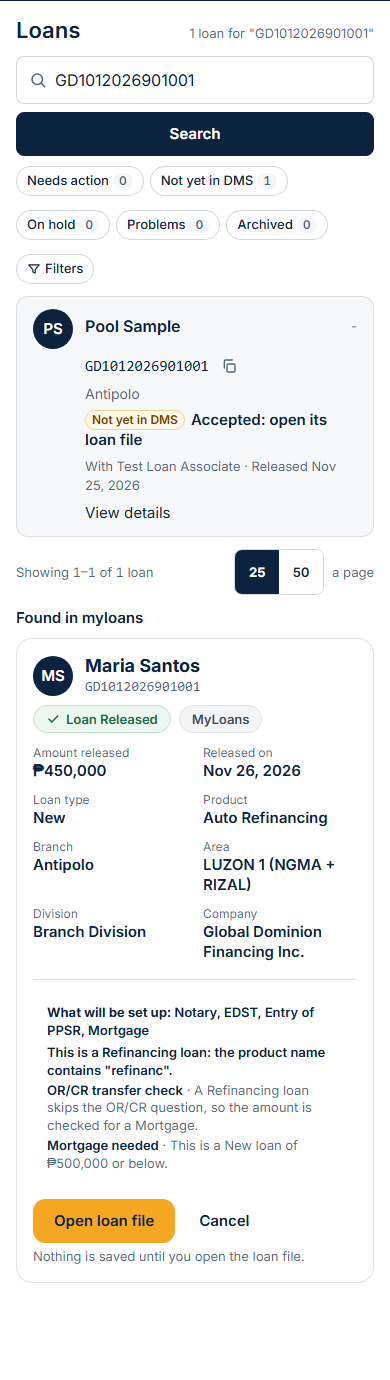 Loans
1 loan for "GD1012026901001"
GD1012026901001
Search
Needs action 0
Not yet in DMS 1
On hold 0
Problems 0
Archived 0
Filters
PS
Pool Sample
-
GD1012026901001
Antipolo
Not yet in DMS Accepted: open its
loan file
With Test Loan Associate · Released Nov
25, 2026
View details
Showing 1–1 of 1 loan
25
50
a page
Found in myloans
MS
Maria Santos
GD1012026901001
Loan Released
MyLoans
Amount released
₱450,000
Released on
Nov 26, 2026
Loan type
New
Product
Auto Refinancing
Branch
Antipolo
Area
LUZON 1 (NGMA +
RIZAL)
Division
Branch Division
Company
Global Dominion
Financing Inc.
What will be set up: Notary, EDST, Entry of
PPSR, Mortgage
This is a Refinancing loan: the product name
contains "refinanc".
OR/CR transfer check · A Refinancing loan
skips the OR/CR question, so the amount is
checked for a Mortgage.
Mortgage needed · This is a New loan of
₱500,000 or below.
Open loan file
Cancel
Nothing is saved until you open the loan file.